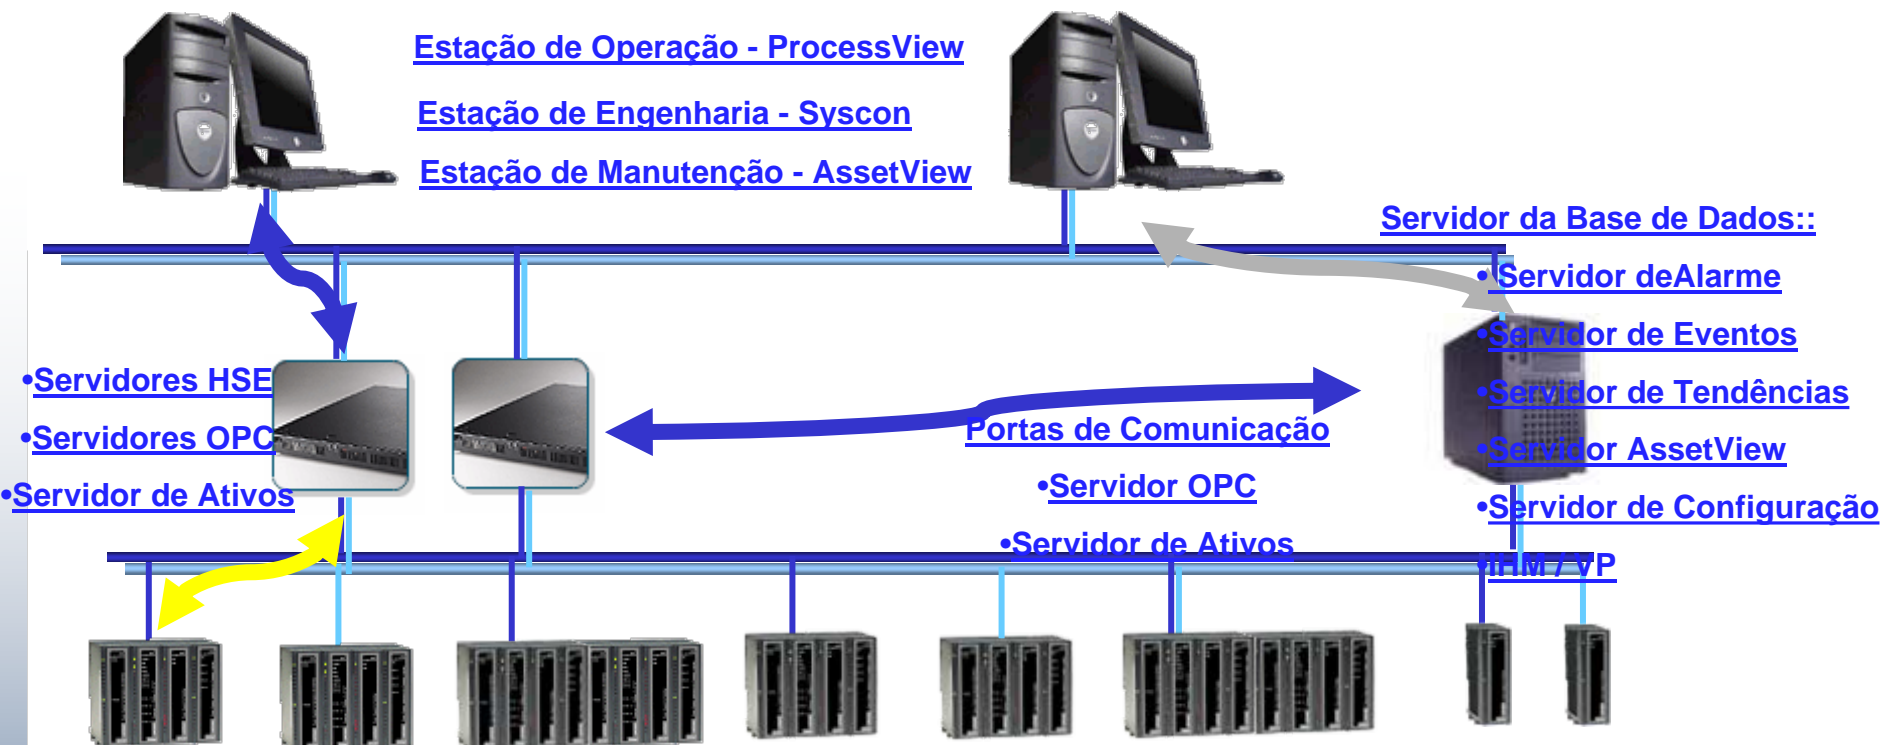 Estação de Operação - ProcessView
Estação de Engenharia - Syscon
Estação de Manutenção - AssetView
Servidor da Base de Dados::
• Servidor deAlarme
•Servidor de Eventos
•Servidor de Tendências
•Servidor AssetView
•Servidor de Configuração
•IHM / VP
•Servidores HSE
•Servidores OPC
•Servidor de Ativos
Portas de Comunicação
•Servidor OPC
•Servidor de Ativos